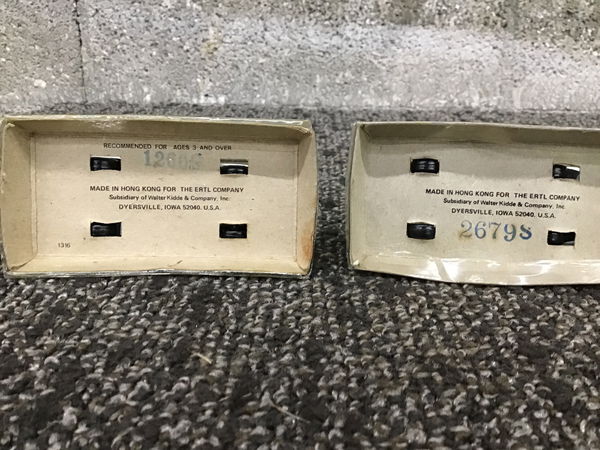 RECOMMENDED FOR AGES 3 AND OVER
MADE IN HONG KONG FOR THE ERTL COMPANY
Subsidiary of Walter Kidde & Company, Inc.
DYERSVILLE, IOWA 52040. U.S.A.
1316
MADE IN HONG KONG FOR THE ERTL COMPANY
Subsidiary of Walter Kidde & Company, Inc.
DYERSVILLE, IOWA 52040. U.S.A.
26798